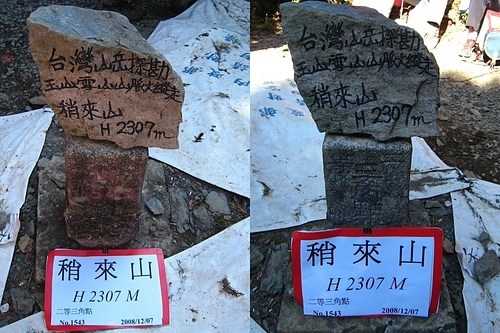 台灣山岳探勘
玉山雪山山脈大縱走
稍來山
H 2307m
稍 來 山
H 2307 M
二等三角點
No.1543 2008/12/07
台灣山岳探勘
玉山雪山山脈大縱走
稍來山
H 2307m
稍 來 山
H 2307 M
二等三角點
No.1543 2008/12/07